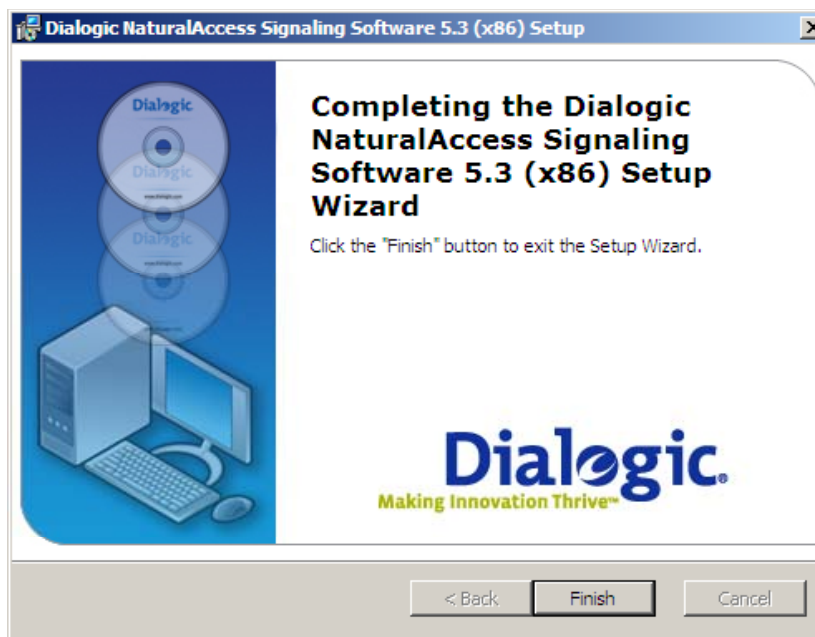 Dialogic NaturalAccess Signaling Software 5.3 (x86) Setup
Dialogic
Dialogic
Dialogic
Completing the Dialogic
NaturalAccess Signaling
Software 5.3 (x86) Setup
Wizard
Click the "Finish" button to exit the Setup Wizard.
Dialogic®
Making Innovation Thrive™
< Back
Finish
Cancel